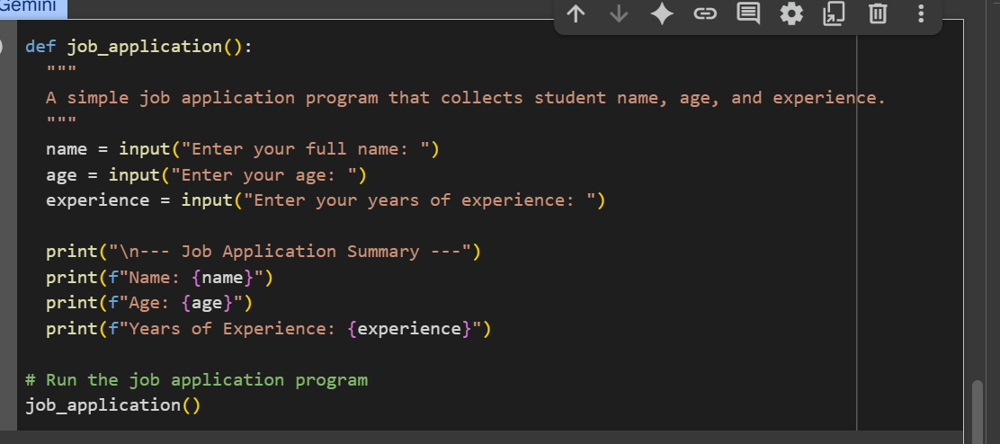 Gemini
def job_application():
  """
  A simple job application program that collects student name, age, and experience.
  """
  name = input("Enter your full name: ")
  age = input("Enter your age: ")
  experience = input("Enter your years of experience: ")
  print("\n--- Job Application Summary ---")
  print(f"Name: {name}")
  print(f"Age: {age}")
  print(f"Years of Experience: {experience}")
# Run the job application program
job_application()